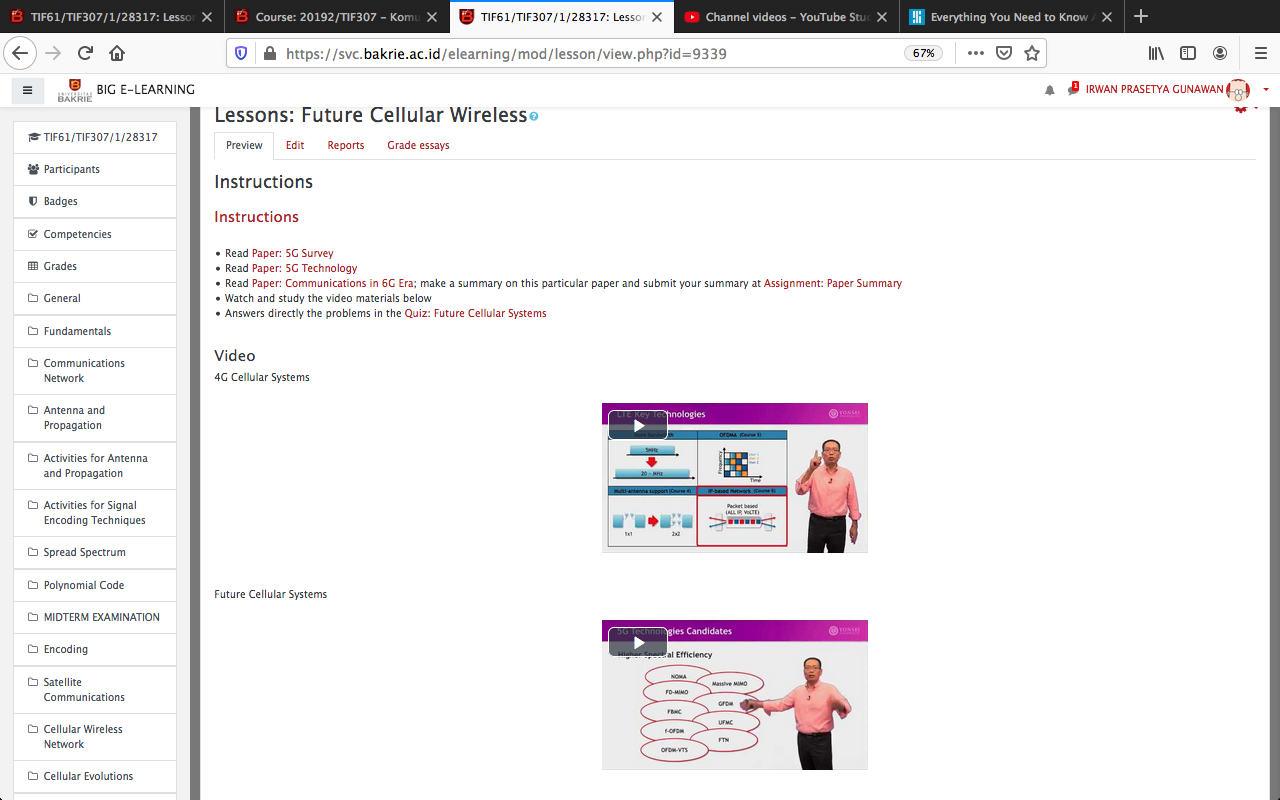 TIF61/TIF307/1/28317: Lesson
Course: 20192/TIF307 – Komu
TIF61/TIF307/1/28317: Lesson
Channel videos – YouTube Stu
Everything You Need to Know A
https://svc.bakrie.ac.id/elearning/mod/lesson/view.php?id=9339
67%
UNIVERSITAS
BAKRIE
BIG E-LEARNING
1
IRWAN PRASETYA GUNAWAN
TIF61/TIF307/1/28317
Participants
Badges
Competencies
Grades
General
Fundamentals
Communications
Network
Antenna and
Propagation
Activities for Antenna
and Propagation
Activities for Signal
Encoding Techniques
Spread Spectrum
Polynomial Code
MIDTERM EXAMINATION
Encoding
Satellite
Communications
Cellular Wireless
Network
Cellular Evolutions
Lessons: Future Cellular Wireless
Preview
Edit
Reports
Grade essays
Instructions
Instructions
• Read Paper: 5G Survey
• Read Paper: 5G Technology
• Read Paper: Communications in 6G Era; make a summary on this particular paper and submit your summary at Assignment: Paper Summary
• Watch and study the video materials below
• Answers directly the problems in the Quiz: Future Cellular Systems
Video
4G Cellular Systems
LTE Key Technologies
YONSEI
OFDMA (Course 5)
5MHz
20 ~ MHz
Frequency
Time
Multi-antenna support (Course 4)
IP-based Network (Course 6)
Packet based
(ALL IP, VoLTE)
1x1
2x2
Future Cellular Systems
5G Technologies Candidates
YONSEI
Higher Spectral Efficiency
NOMA
Massive MIMO
FD-MIMO
GFDM
FBMC
UFMC
f-OFDM
FTN
OFDM-VTS